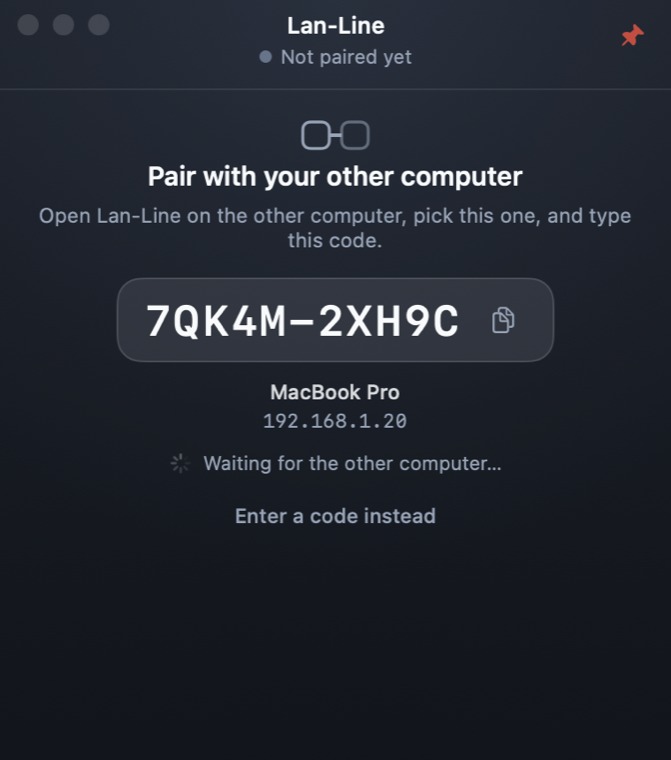 Lan-Line
Not paired yet
Pair with your other computer
Open Lan-Line on the other computer, pick this one, and type
this code.
7QK4M–2XH9C
MacBook Pro
192.168.1.20
Waiting for the other computer...
Enter a code instead